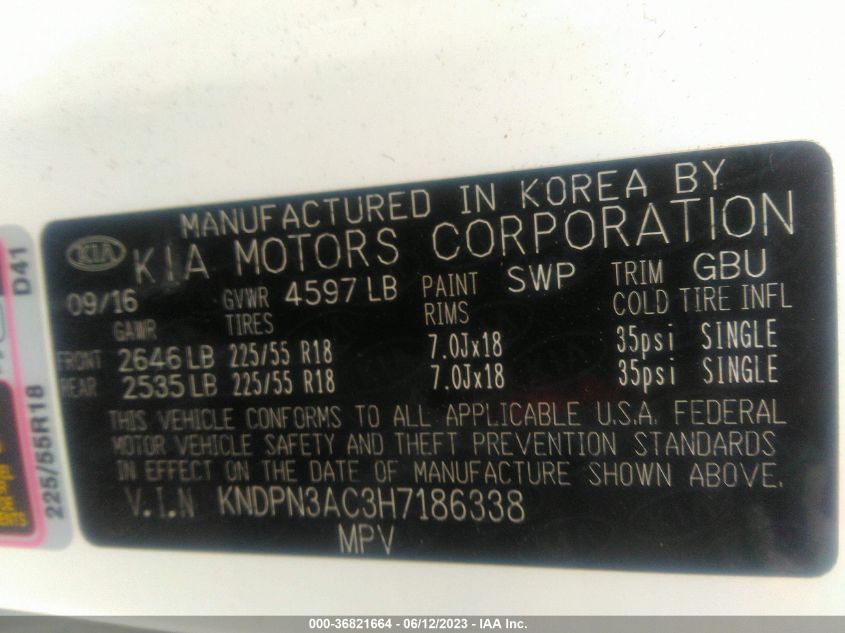 MANUFACTURED IN KOREA BY
KIA KIA MOTORS CORPORATION
09/16 GVWR 4597 LB PAINT SWP TRIM GBU
GAWR TIRES RIMS COLD TIRE INFL
FRONT 2646 LB 225/55 R18 7.0Jx18 35psi SINGLE
REAR 2535 LB 225/55 R18 7.0Jx18 35psi SINGLE
THIS VEHICLE CONFORMS TO ALL APPLICABLE U.S.A. FEDERAL
MOTOR VEHICLE SAFETY AND THEFT PREVENTION STANDARDS
IN EFFECT ON THE DATE OF MANUFACTURE SHOWN ABOVE.
V.I.N KNDPN3AC3H7186338
MPV
225/55R18 D41
000-36821664 - 06/12/2023 - IAA Inc.